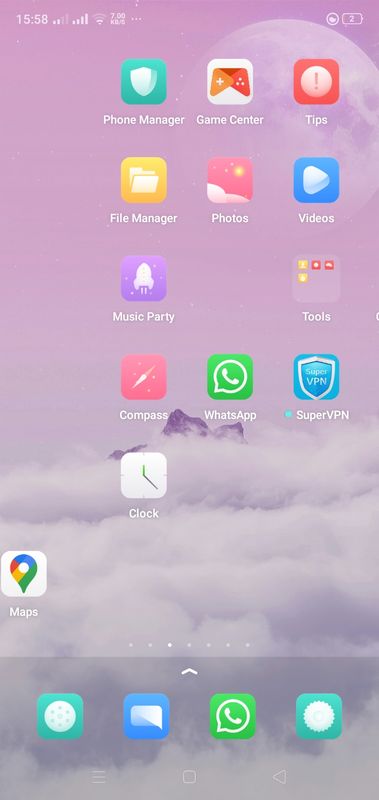 15:58 7.00 KB/S ... 2
Phone Manager Game Center Tips
File Manager Photos Videos
Music Party Tools
Super VPN
Compass WhatsApp SuperVPN
Clock
Maps